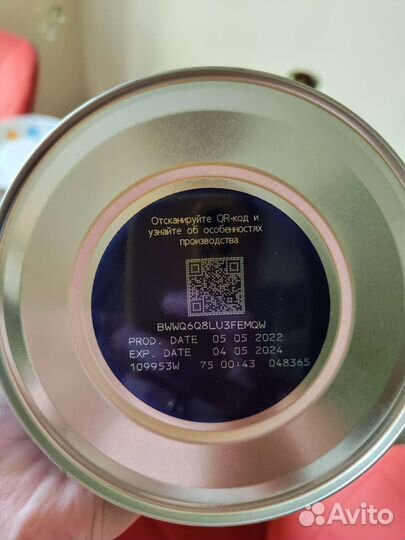 Отсканируйте QR-код и
узнайте об особенностях
производства
BWWQ6Q8LU3FEMQW
PROD. DATE 05 05 2022
EXP. DATE 04 05 2024
109953W 75 00:43 048365
Avito